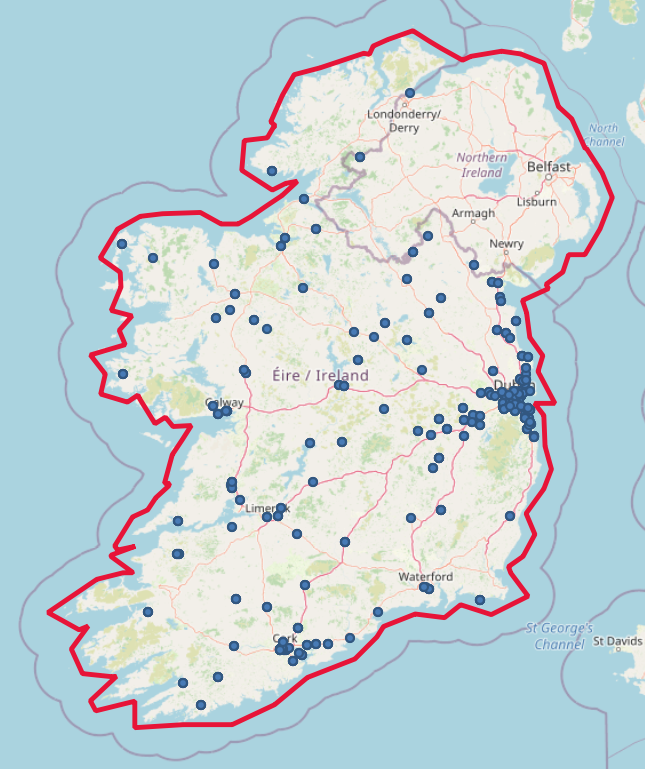 Londonderry/
Derry
North
Channel
Northern
Ireland
Belfast
Lisburn
Armagh
Newry
Éire / Ireland
Galway
Limerick
Waterford
Cork
St George's
Channel
St Davids